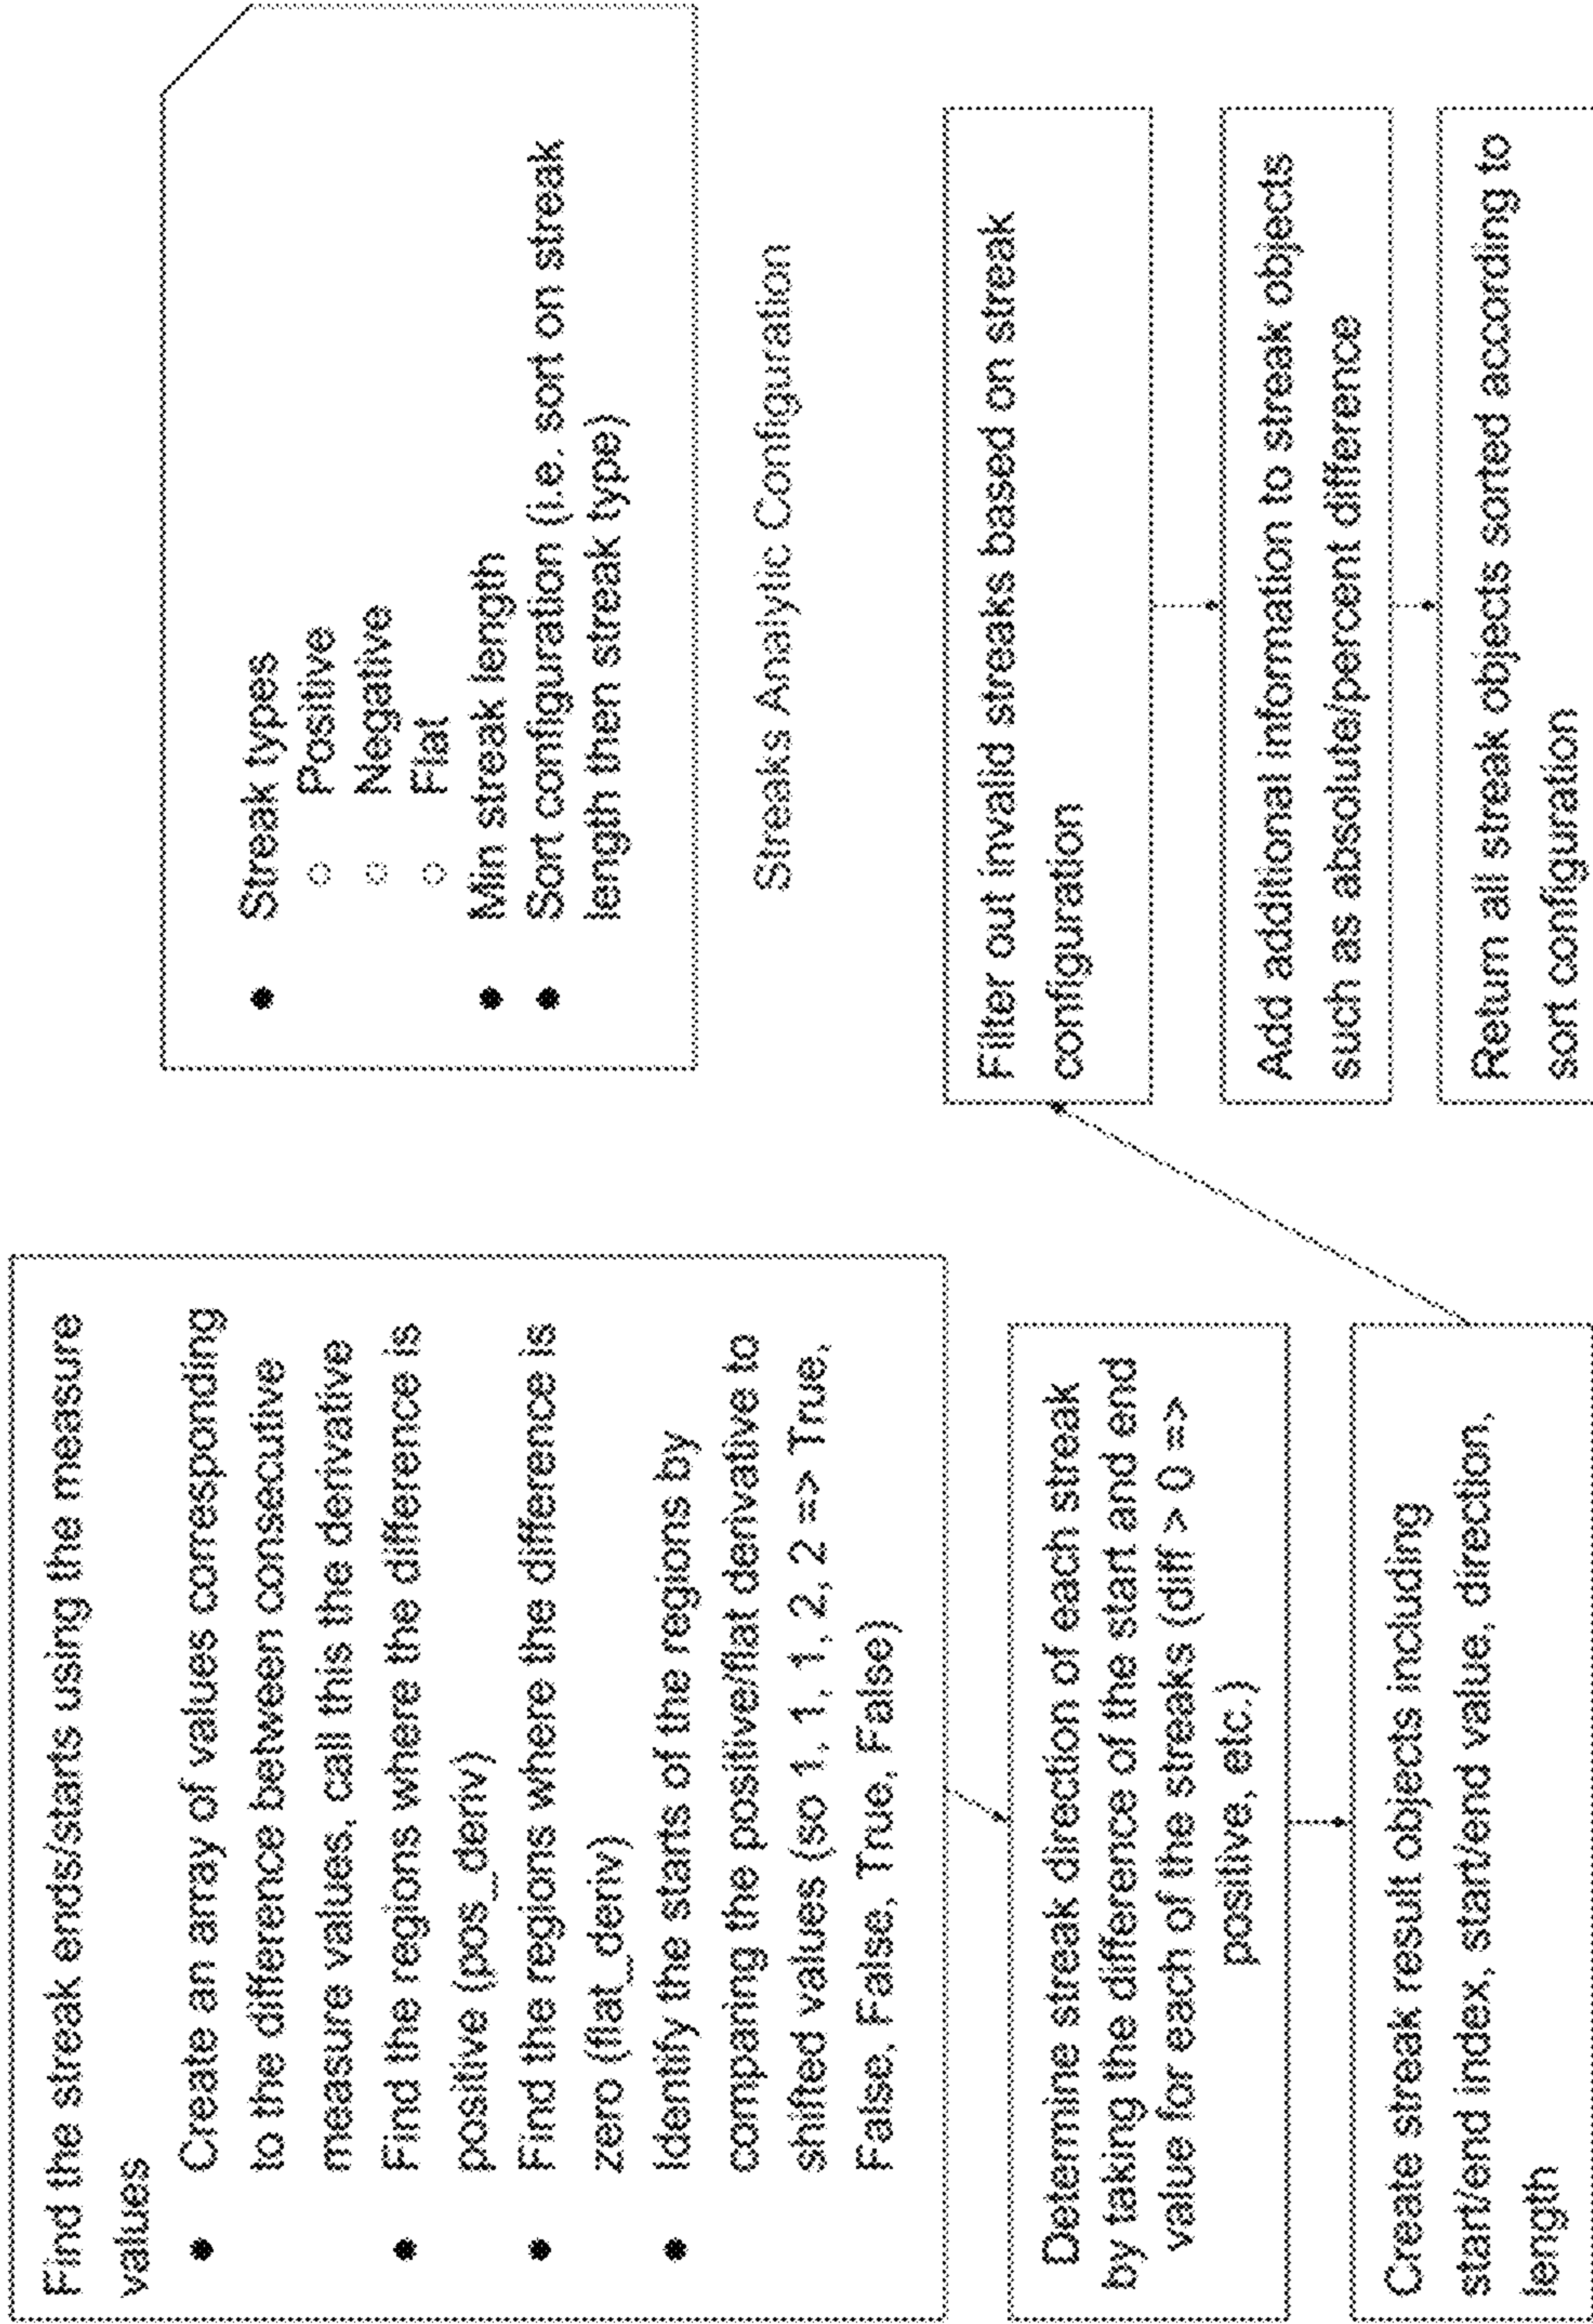 Find the streak ends/starts using the measure
values
● Create an array of values corresponding
to the difference between consecutive
measure values, call this the derivative
● Find the regions where the difference is
positive (pos_deriv)
● Find the regions where the difference is
zero (flat_deriv)
● Identify the starts of the regions by
comparing the positive/flat derivative to
shifted values (so 1, 1, 1, 2, 2 => True,
False, False, True, False)
Determine streak direction of each streak
by taking the difference of the start and end
value for each of the streaks (diff > 0 =>
positive, etc.)
Create streak result objects including
start/end index, start/end value, direction,
length
● Streak types
○ Positive
○ Negative
○ Flat
● Min streak length
● Sort configuration (i.e. sort on streak
length then streak type)
Streaks Analytic Configuration
Filter out invalid streaks based on streak
configuration
Add additional information to streak objects
such as absolute/percent difference
Return all streak objects sorted according to
sort configuration